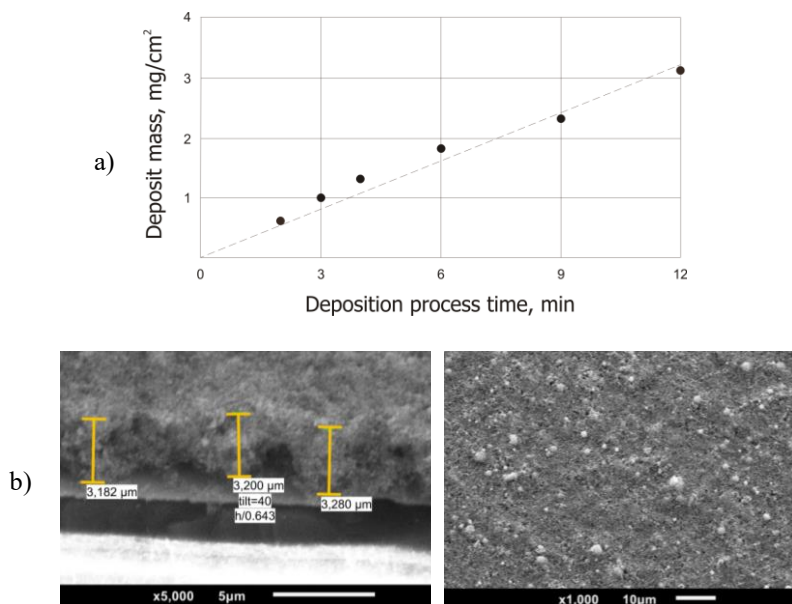 a)
Deposit mass, mg/cm²
4
3
2
1
0
3
6
9
12
Deposition process time, min
b)
3,182 µm
3,200 µm
tilt=40
h/0.643
3,280 µm
x5,000 5µm
x1,000 10µm